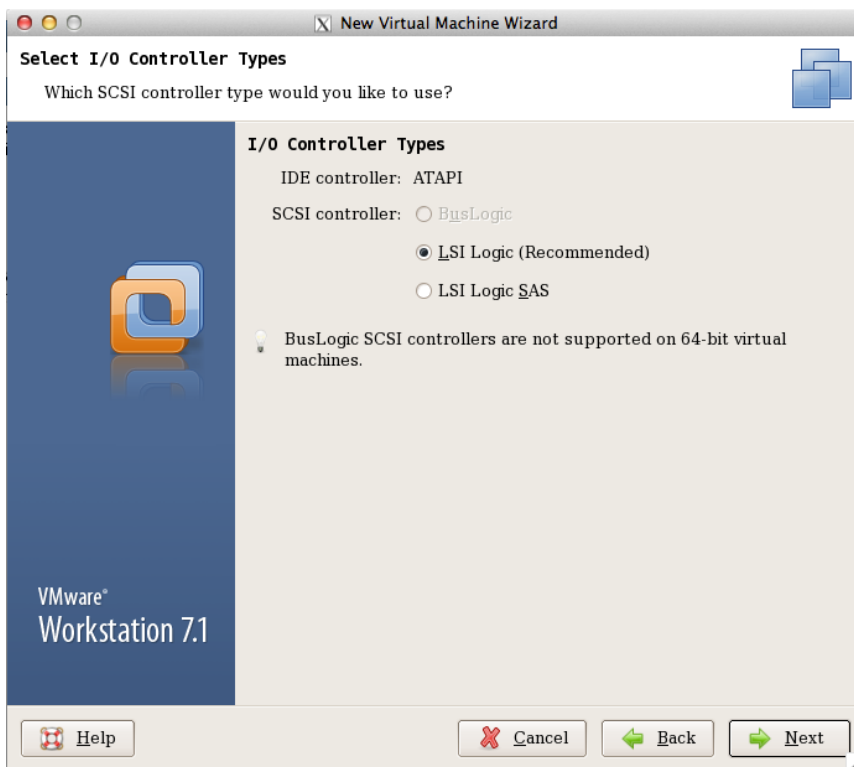 New Virtual Machine Wizard
Select I/O Controller Types
Which SCSI controller type would you like to use?
I/O Controller Types
IDE controller: ATAPI
SCSI controller: BusLogic
LSI Logic (Recommended)
LSI Logic SAS
BusLogic SCSI controllers are not supported on 64-bit virtual
machines.
VMware®
Workstation 7.1
Help Cancel Back Next